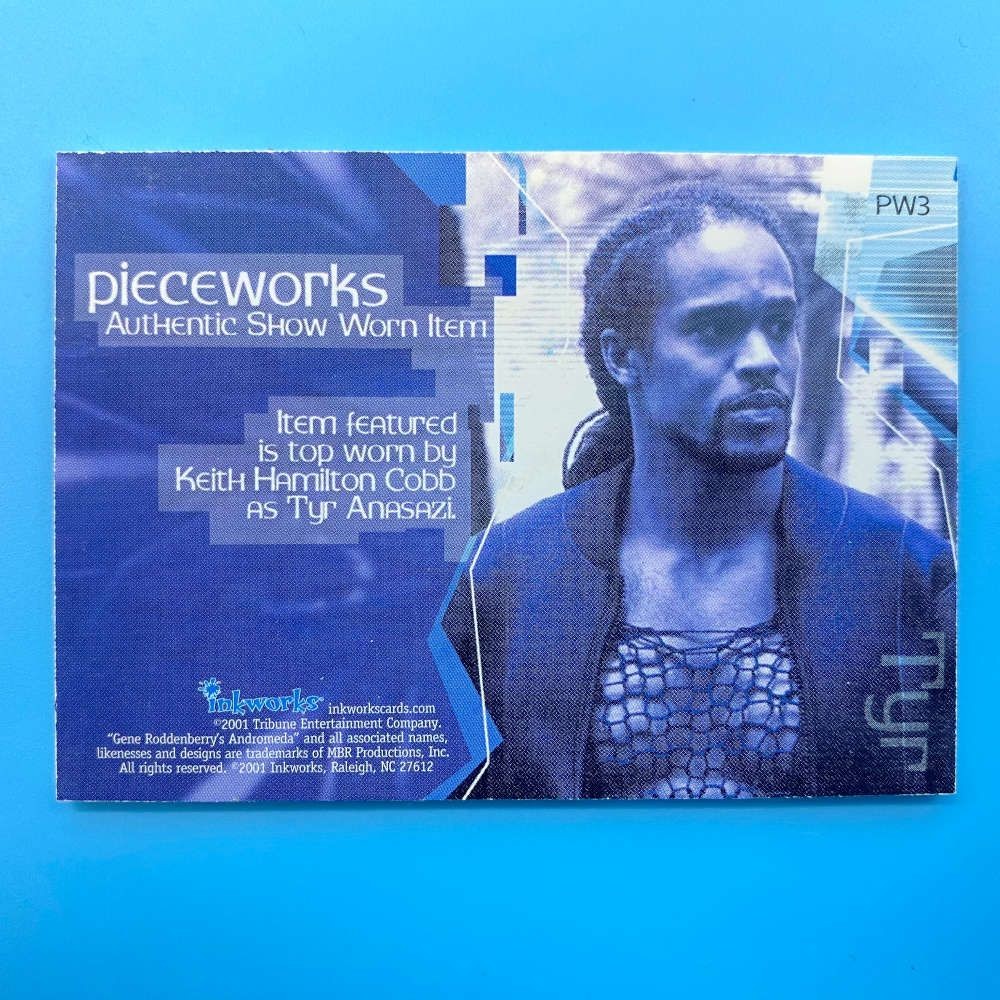 PW3
pieceworks
Authentic Show Worn Item
Item featured
is top worn by
Keith Hamilton Cobb
as Tyr Anasazi.
Tyr
inkworks inkworkscards.com
©2001 Tribune Entertainment Company.
"Gene Roddenberry's Andromeda" and all associated names,
likenesses and designs are trademarks of MBR Productions, Inc.
All rights reserved. ©2001 Inkworks, Raleigh, NC 27612